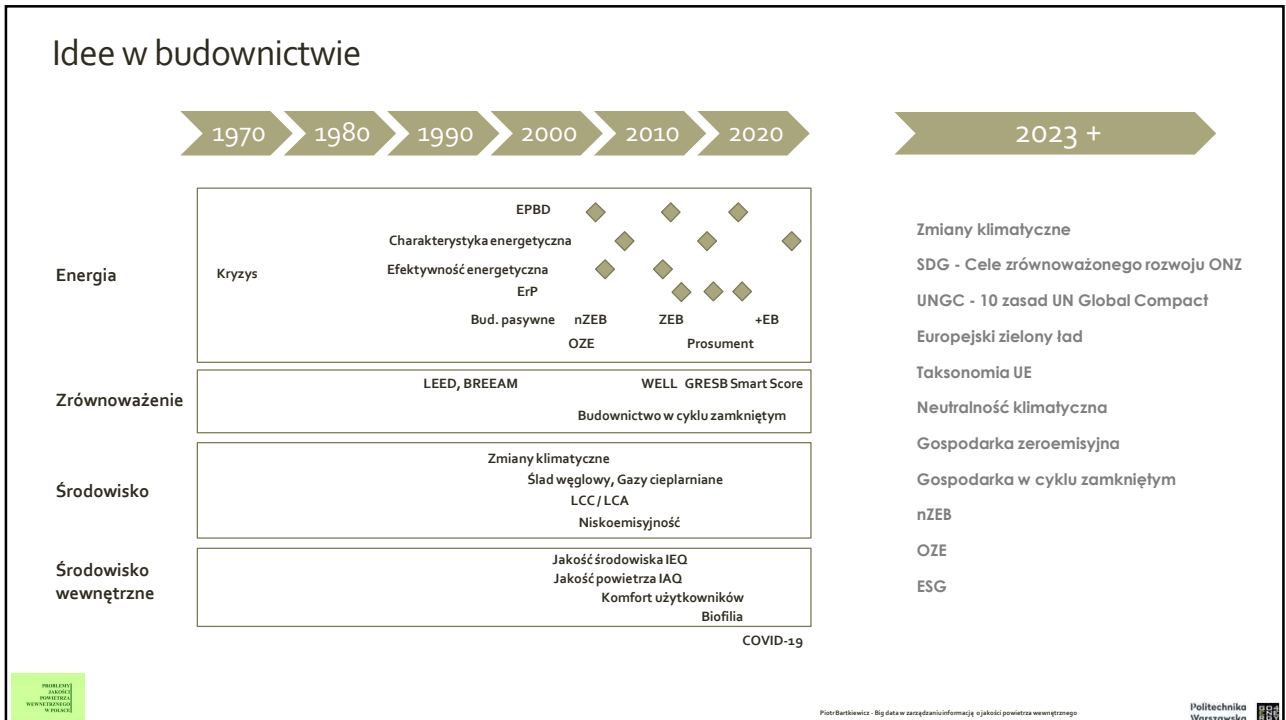 Idee w budownictwie
1970 1980 1990 2000 2010 2020 2023 +
Energia
Kryzys
EPBD
Charakterystyka energetyczna
Efektywność energetyczna
ErP
Bud. pasywne nZEB ZEB +EB
OZE Prosument
Zrównoważenie
LEED, BREEAM WELL GRESB Smart Score
Budownictwo w cyklu zamkniętym
Środowisko
Zmiany klimatyczne
Ślad węglowy, Gazy cieplarniane
LCC / LCA
Niskoemisyjność
Środowisko
wewnętrzne
Jakość środowiska IEQ
Jakość powietrza IAQ
Komfort użytkowników
Biofilia
COVID-19
Zmiany klimatyczne
SDG - Cele zrównoważonego rozwoju ONZ
UNGC - 10 zasad UN Global Compact
Europejski zielony ład
Taksonomia UE
Neutralność klimatyczna
Gospodarka zeroemisyjna
Gospodarka w cyklu zamkniętym
nZEB
OZE
ESG
PROBLEMY
JAKOŚCI
POWIETRZA
WEWNĘTRZNEGO
W POLSCE
Piotr Bartkiewicz - Big data w zarządzaniu informacją o jakości powietrza wewnętrznego
Politechnika
Warszawska